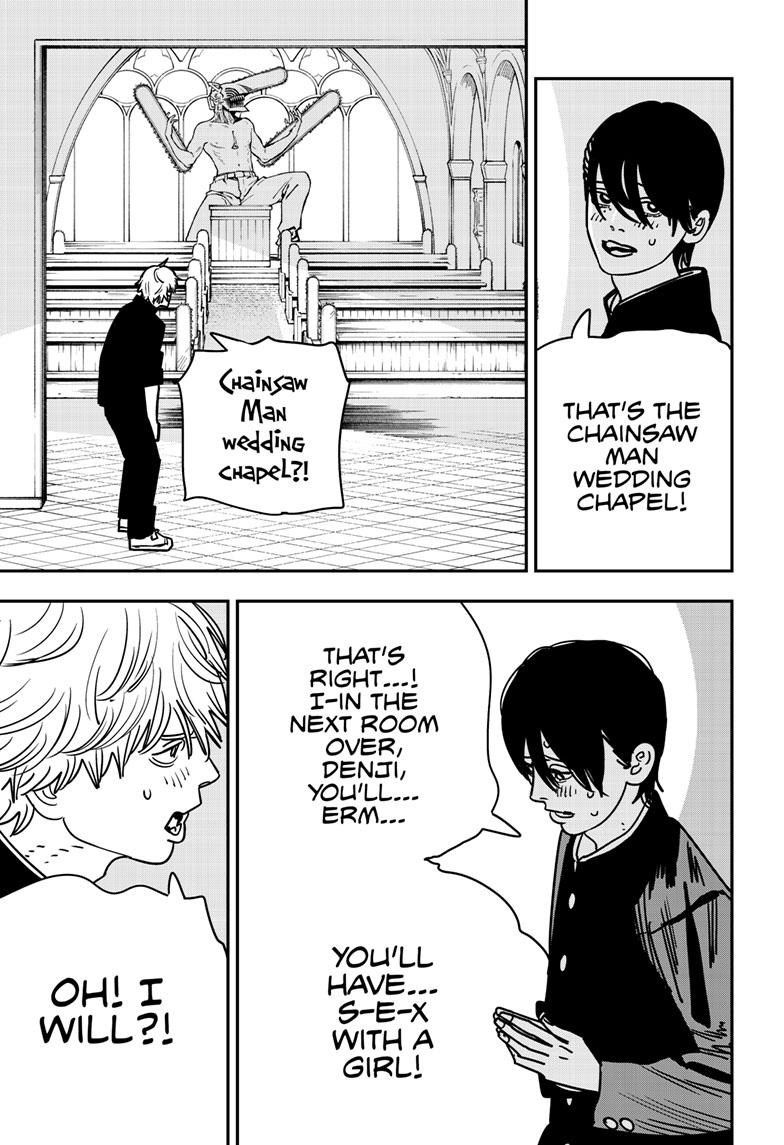 THAT'S THE
CHAINSAW
MAN
WEDDING
CHAPEL!
CHAINSAW
MAN
WEDDING
CHAPEL?!
THAT'S
RIGHT...!
I-IN THE
NEXT ROOM
OVER,
DENJI,
YOU'LL...
ERM...
YOU'LL
HAVE...
S-E-X
WITH A
GIRL!
OH! I
WILL?!